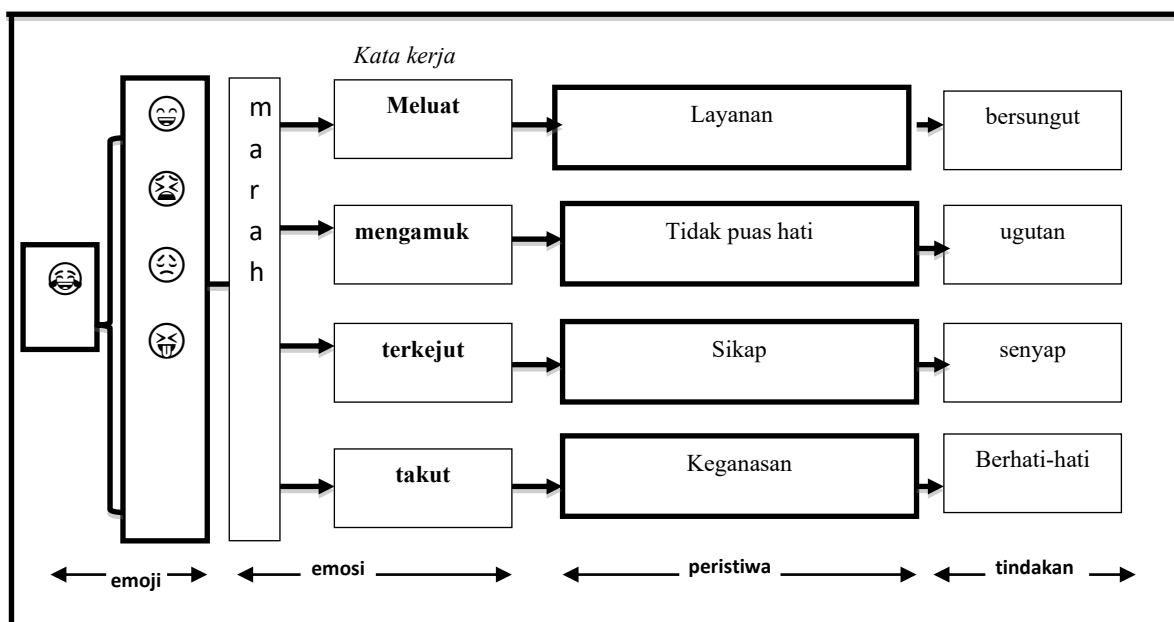 Kata kerja
marah
Meluat
Layanan
bersungut
mengamuk
Tidak puas hati
ugutan
terkejut
Sikap
senyap
takut
Keganasan
Berhati-hati
emoji
emosi
peristiwa
tindakan